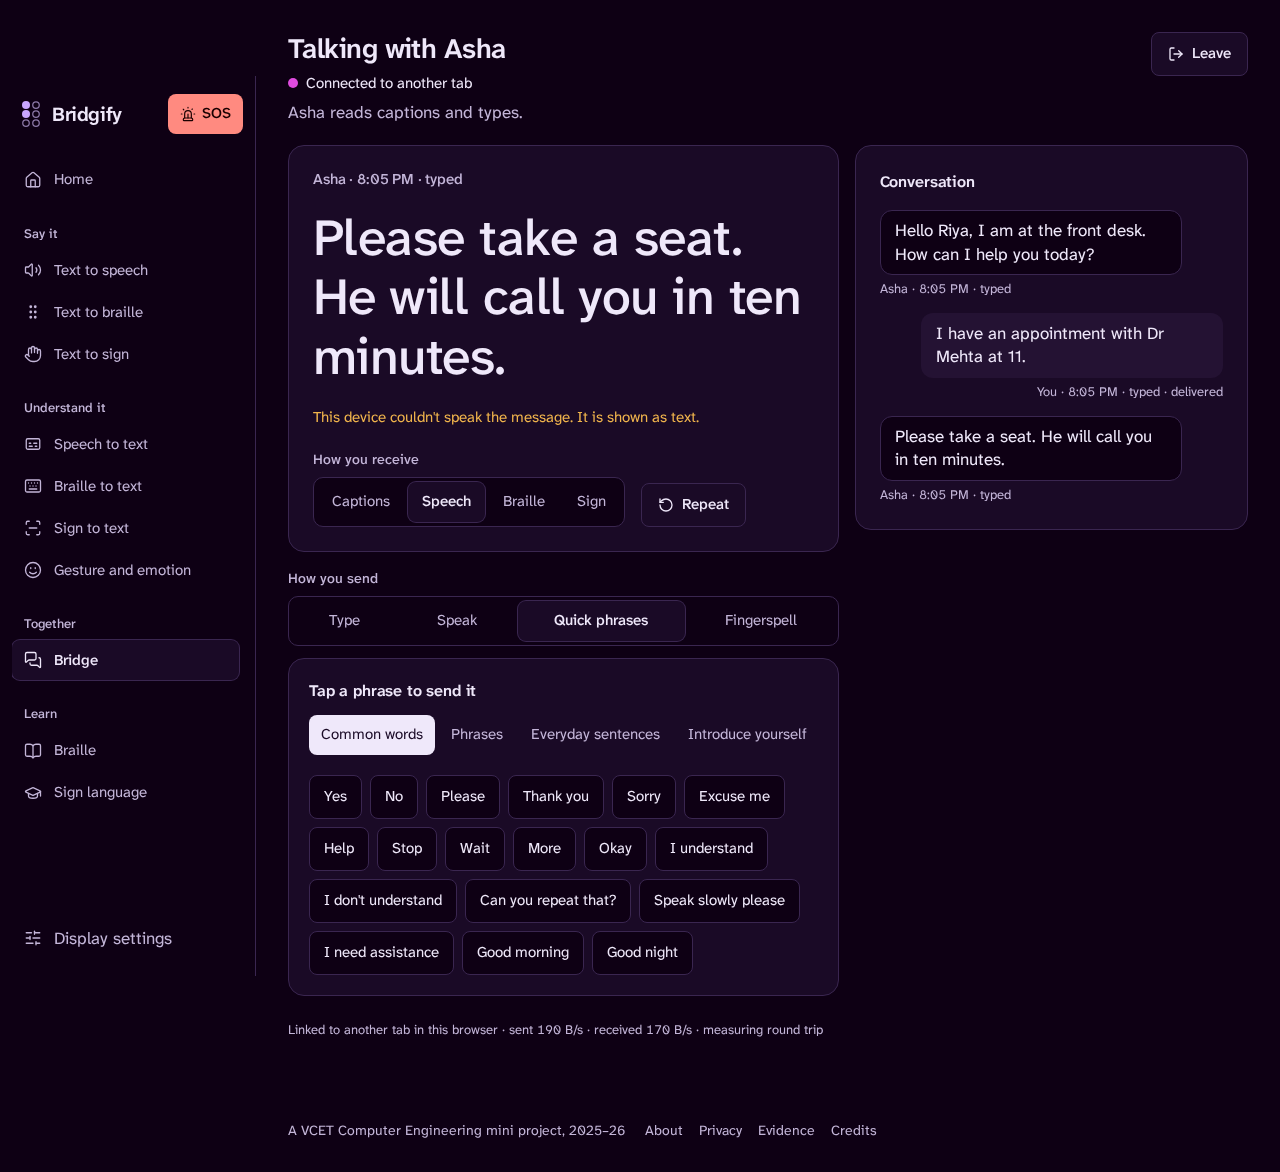 Talking with Asha
Connected to another tab
Asha reads captions and types.
Leave
Bridgify
SOS
Home
Say it
Text to speech
Text to braille
Text to sign
Understand it
Speech to text
Braille to text
Sign to text
Gesture and emotion
Together
Bridge
Learn
Braille
Sign language
Display settings
Asha · 8:05 PM · typed
Please take a seat.
He will call you in ten
minutes.
This device couldn't speak the message. It is shown as text.
How you receive
Captions Speech Braille Sign Repeat
How you send
Type Speak Quick phrases Fingerspell
Tap a phrase to send it
Common words Phrases Everyday sentences Introduce yourself
Yes No Please Thank you Sorry Excuse me
Help Stop Wait More Okay I understand
I don't understand Can you repeat that? Speak slowly please
I need assistance Good morning Good night
Linked to another tab in this browser · sent 190 B/s · received 170 B/s · measuring round trip
Conversation
Hello Riya, I am at the front desk.
How can I help you today?
Asha · 8:05 PM · typed
I have an appointment with Dr
Mehta at 11.
You · 8:05 PM · typed · delivered
Please take a seat. He will call you
in ten minutes.
Asha · 8:05 PM · typed
A VCET Computer Engineering mini project, 2025–26 About Privacy Evidence Credits